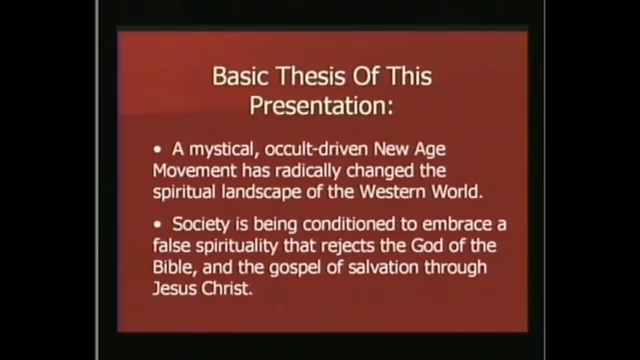 Basic Thesis Of This
Presentation:
• A mystical, occult-driven New Age
Movement has radically changed the
spiritual landscape of the Western World.
• Society is being conditioned to embrace a
false spirituality that rejects the God of the
Bible, and the gospel of salvation through
Jesus Christ.